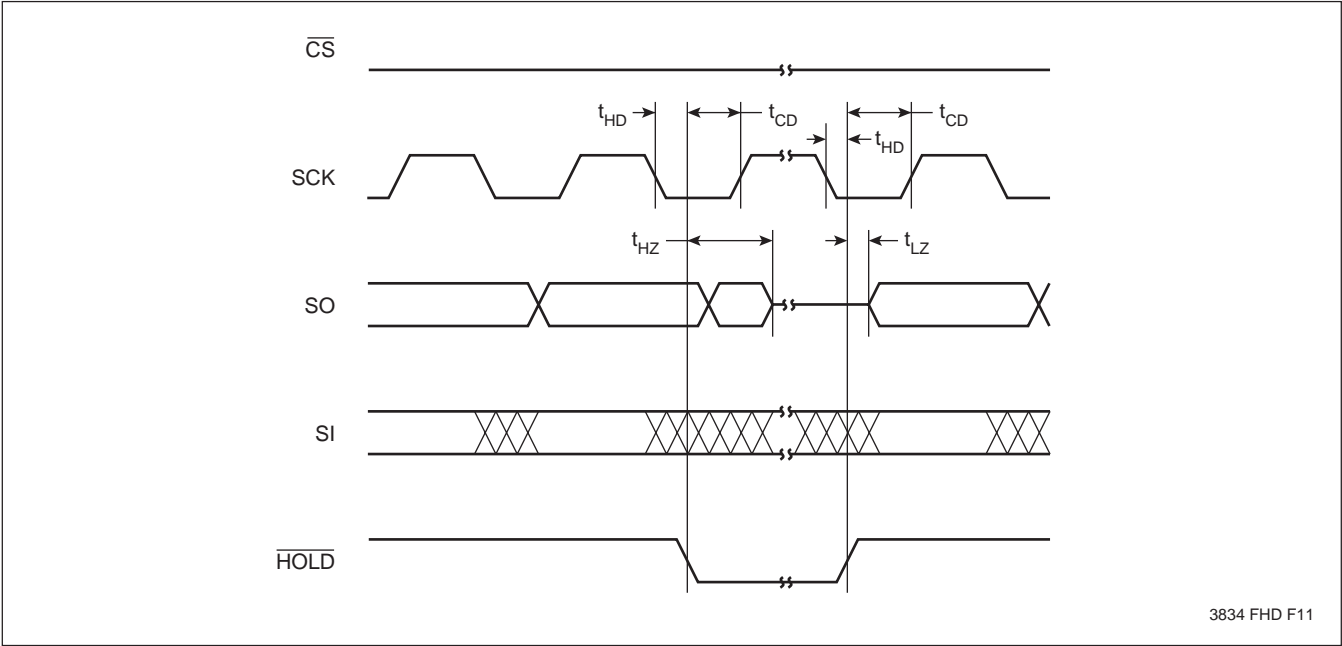 CS
tHD tCD tCD
tHD
SCK
tHZ tLZ
SO
SI
HOLD
3834 FHD F11